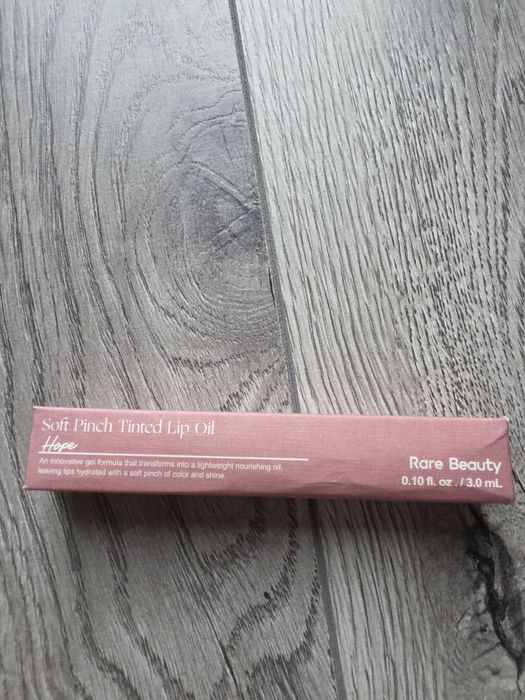 Soft Pinch Tinted Lip Oil
Hope
An innovative gel formula that transforms into a lightweight nourishing oil,
leaving lips hydrated with a soft pinch of color and shine.
Rare Beauty
0.10 fl. oz . / 3.0 mL